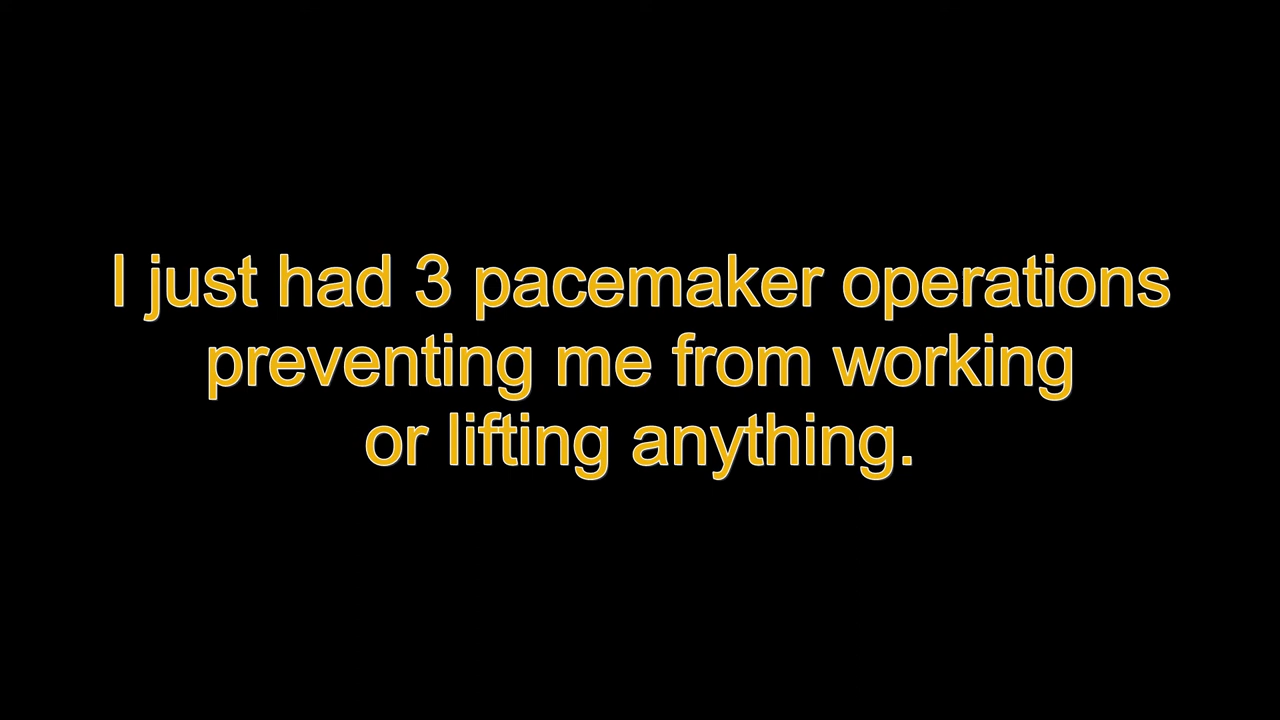 I just had 3 pacemaker operations
preventing me from working
or lifting anything.